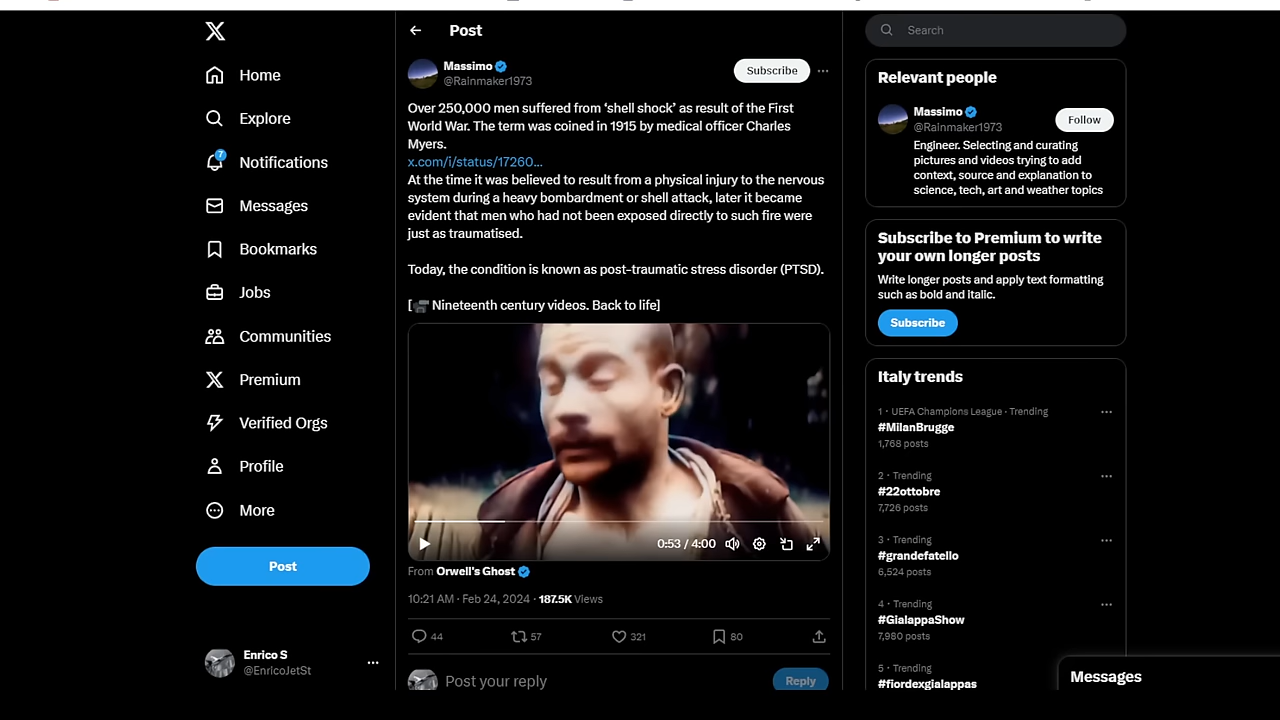 Home
Explore
7
Notifications
Messages
Bookmarks
Jobs
Communities
Premium
Verified Orgs
Profile
More
Post
Enrico S
@EnricoJetSt
Post
Massimo
@Rainmaker1973
Subscribe
Over 250,000 men suffered from ‘shell shock’ as result of the First
World War. The term was coined in 1915 by medical officer Charles
Myers.
x.com/i/status/17260...
At the time it was believed to result from a physical injury to the nervous
system during a heavy bombardment or shell attack, later it became
evident that men who had not been exposed directly to such fire were
just as traumatised.
Today, the condition is known as post-traumatic stress disorder (PTSD).
[📹 Nineteenth century videos. Back to life]
0:53 / 4:00
From Orwell's Ghost
10:21 AM · Feb 24, 2024 · 187.5K Views
44 57 321 80
Post your reply
Reply
Search
Relevant people
Massimo
@Rainmaker1973
Follow
Engineer. Selecting and curating
pictures and videos trying to add
context, source and explanation to
science, tech, art and weather topics
Subscribe to Premium to write
your own longer posts
Write longer posts and apply text formatting
such as bold and italic.
Subscribe
Italy trends
1 · UEFA Champions League · Trending
#MilanBrugge
1,768 posts
2 · Trending
#22ottobre
7,726 posts
3 · Trending
#grandefatello
6,524 posts
4 · Trending
#GialappaShow
7,980 posts
5 · Trending
#fiordexgialappas
Messages